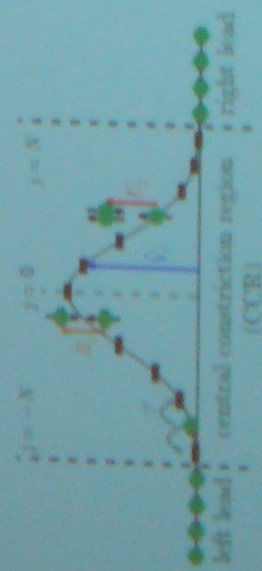 j = -N
j = 0
j = N
left lead
central constriction region
(CCR)
right lead